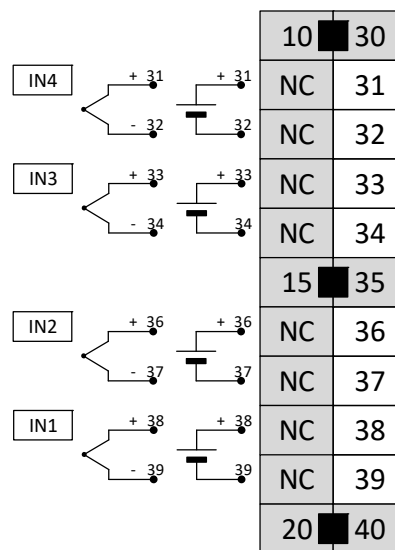 10 30
IN4 + 31 + 31 NC 31
- 32 32 NC 32
IN3 + 33 + 33 NC 33
- 34 34 NC 34
15 35
IN2 + 36 + 36 NC 36
- 37 37 NC 37
IN1 + 38 + 38 NC 38
- 39 39 NC 39
20 40